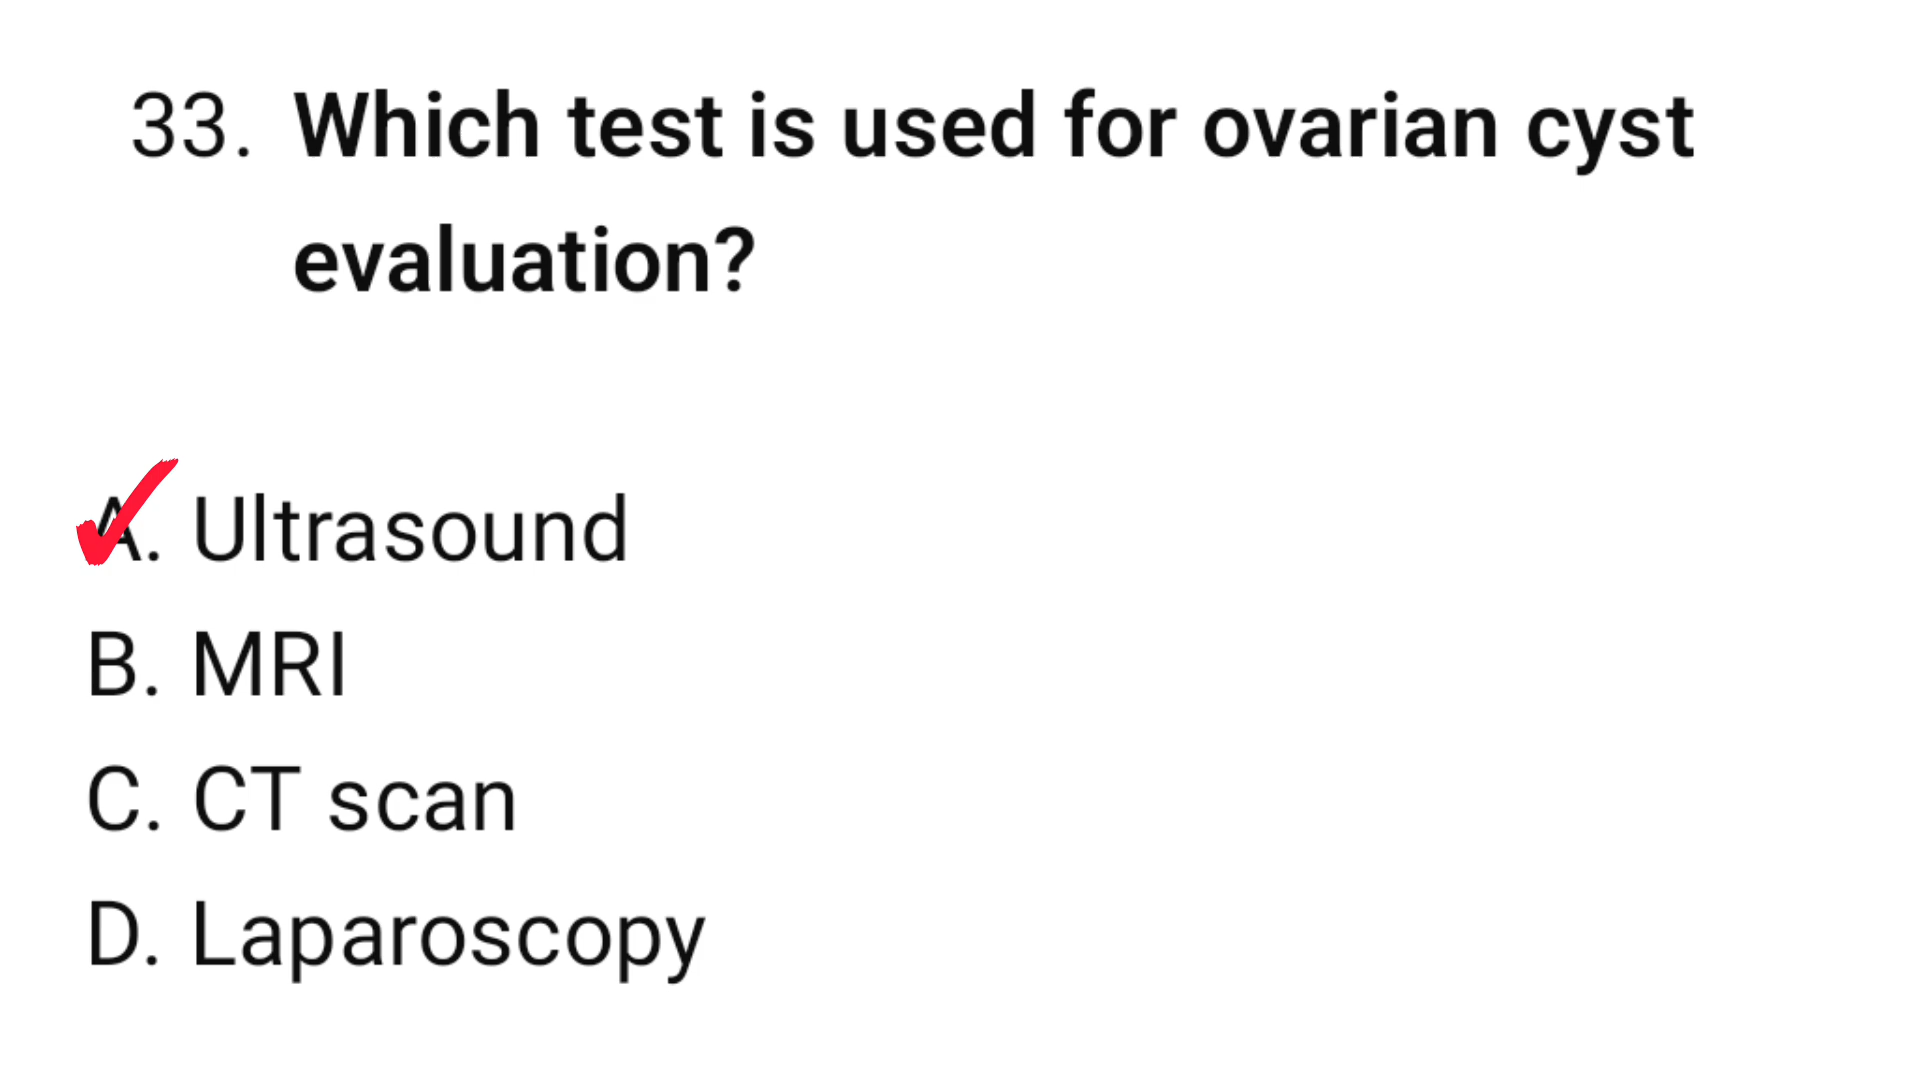 33. Which test is used for ovarian cyst
evaluation?
A. Ultrasound
B. MRI
C. CT scan
D. Laparoscopy